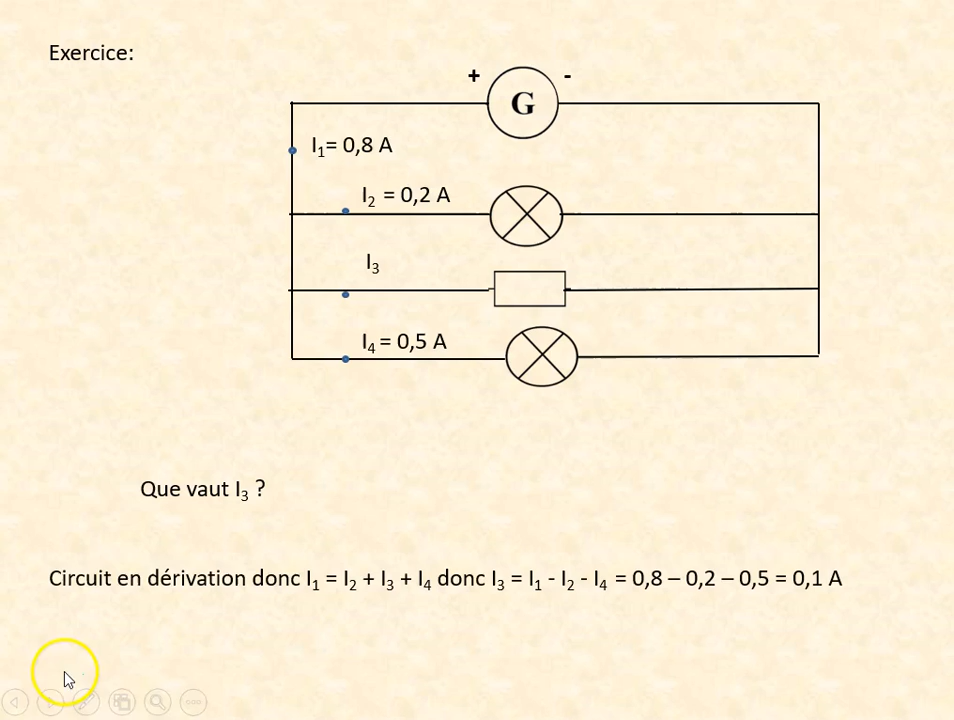 Exercice:
+ -
G
I₁= 0,8 A
I₂ = 0,2 A
I₃
I₄ = 0,5 A
Que vaut I₃ ?
Circuit en dérivation donc I₁ = I₂ + I₃ + I₄ donc I₃ = I₁ - I₂ - I₄ = 0,8 – 0,2 – 0,5 = 0,1 A